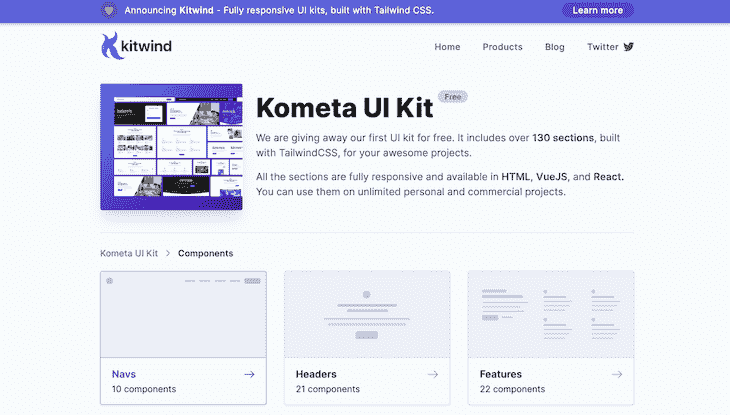 Announcing Kitwind - Fully responsive UI kits, built with Tailwind CSS. Learn more
kitwind Home Products Blog Twitter
Kometa UI Kit Free
We are giving away our first UI kit for free. It includes over 130 sections, built
with TailwindCSS, for your awesome projects.
All the sections are fully responsive and available in HTML, VueJS, and React.
You can use them on unlimited personal and commercial projects.
Kometa UI Kit > Components
Navs → Headers → Features →
10 components 21 components 22 components